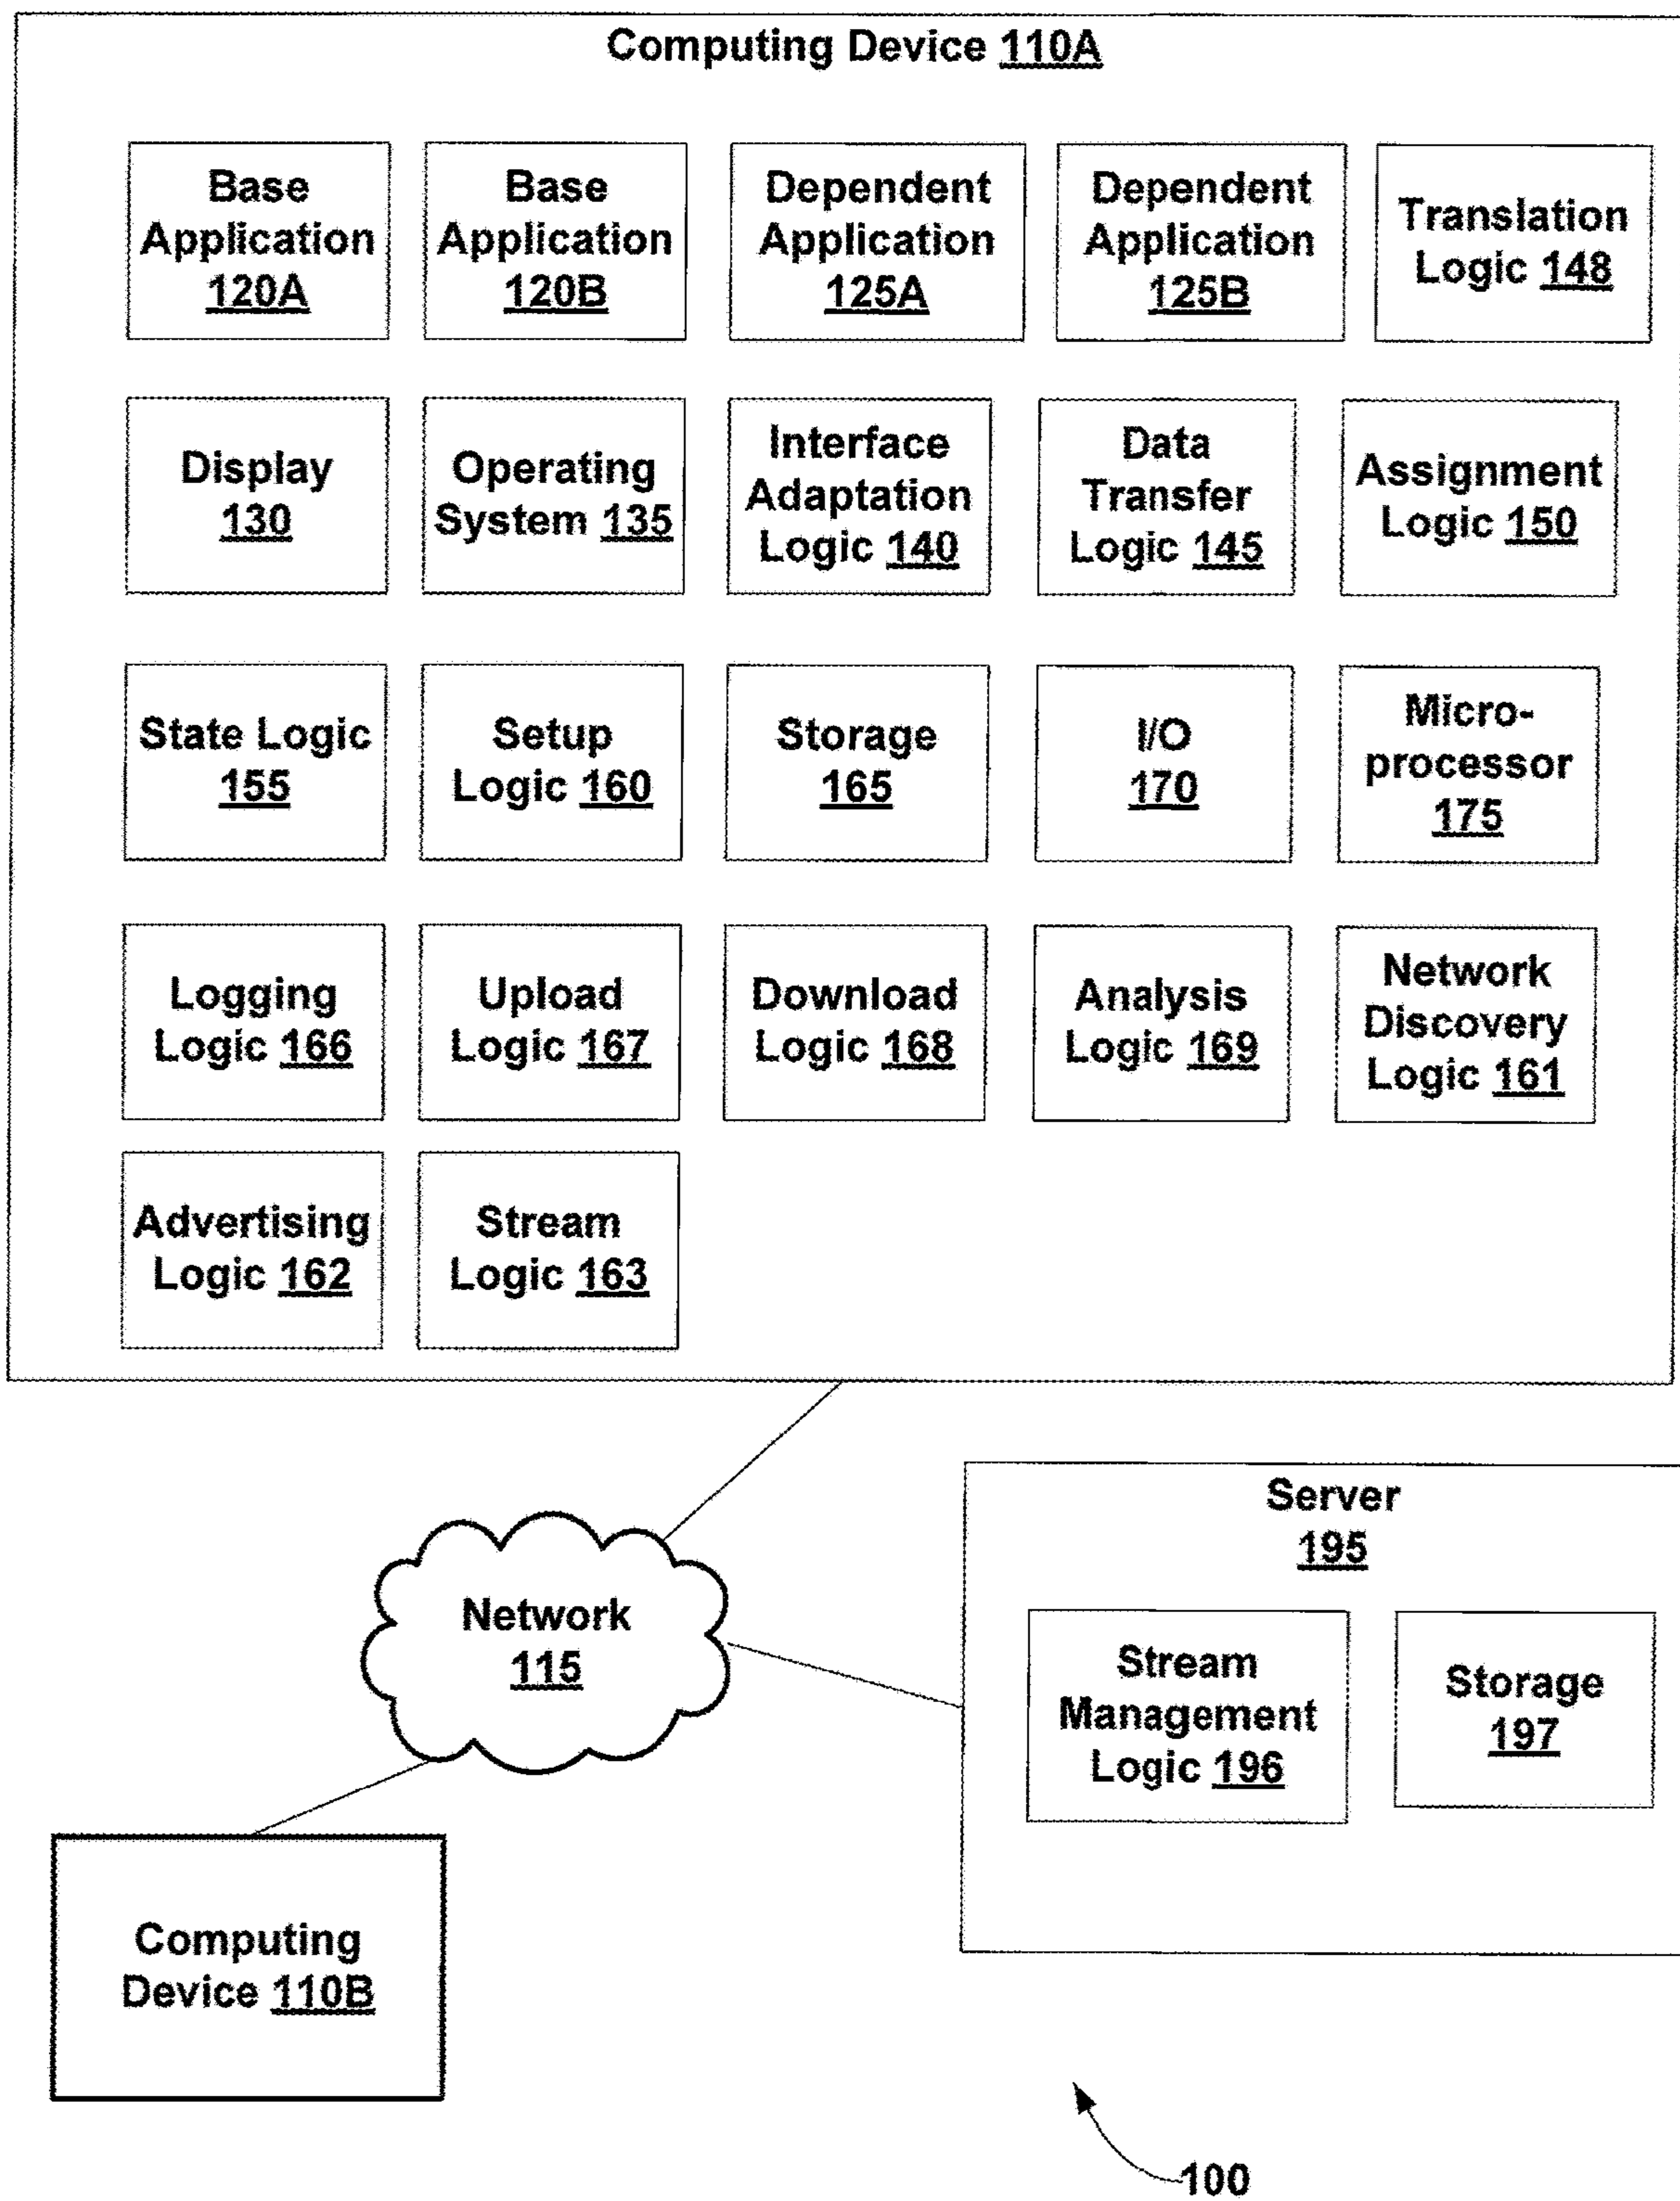 Computing Device 110A
Base
Application
120A
Base
Application
120B
Dependent
Application
125A
Dependent
Application
125B
Translation
Logic 148
Display
130
Operating
System 135
Interface
Adaptation
Logic 140
Data
Transfer
Logic 145
Assignment
Logic 150
State Logic
155
Setup
Logic 160
Storage
165
I/O
170
Micro-
processor
175
Logging
Logic 166
Upload
Logic 167
Download
Logic 168
Analysis
Logic 169
Network
Discovery
Logic 161
Advertising
Logic 162
Stream
Logic 163
Server
195
Network
115
Stream
Management
Logic 196
Storage
197
Computing
Device 110B
100